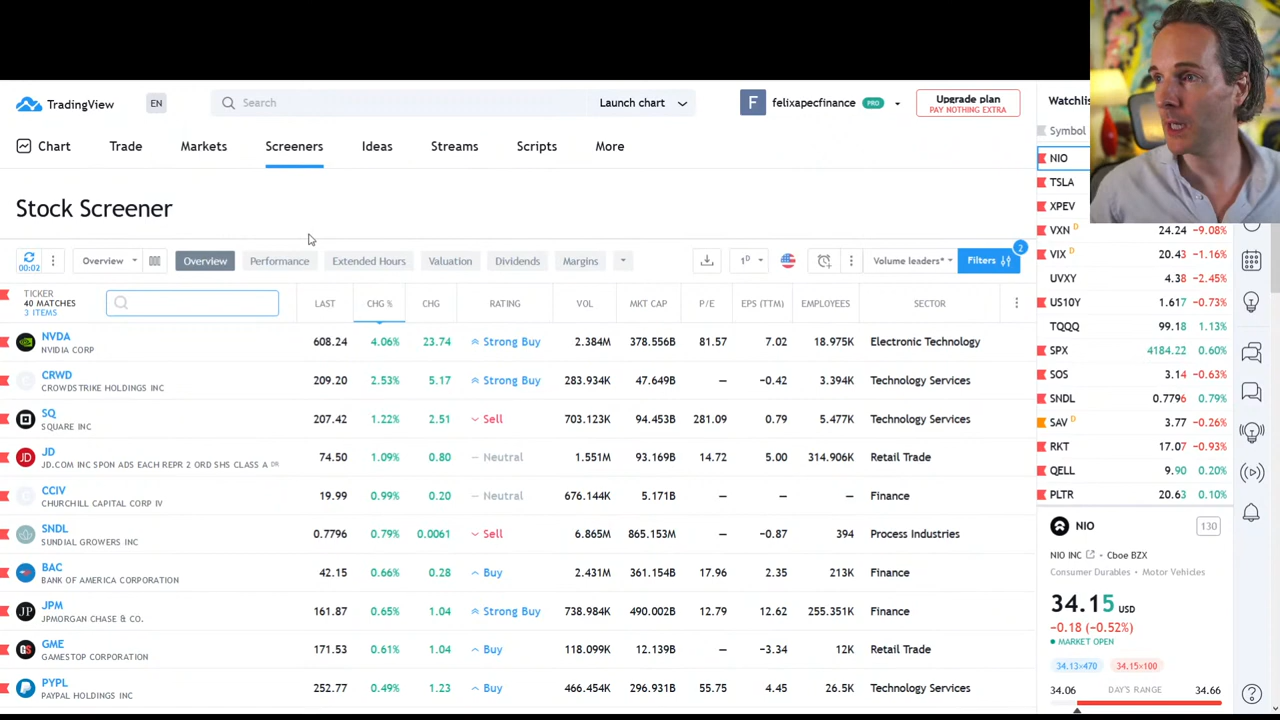 TradingView
EN
Search
Launch chart
F
felixapecfinance
PRO
Upgrade plan
PAY NOTHING EXTRA
Chart
Trade
Markets
Screeners
Ideas
Streams
Scripts
More
Stock Screener
00:02
Overview
Overview
Performance
Extended Hours
Valuation
Dividends
Margins
1D
Volume leaders*
Filters
2
TICKER
40 MATCHES
3 ITEMS
LAST CHG % CHG RATING VOL MKT CAP P/E EPS (TTM) EMPLOYEES SECTOR
NVDA
NVIDIA CORP
608.24 4.06% 23.74 Strong Buy 2.384M 378.556B 81.57 7.02 18.975K Electronic Technology
CRWD
CROWDSTRIKE HOLDINGS INC
209.20 2.53% 5.17 Strong Buy 283.934K 47.649B — −0.42 3.394K Technology Services
SQ
SQUARE INC
207.42 1.22% 2.51 Sell 703.123K 94.453B 281.09 0.79 5.477K Technology Services
JD
JD
JD.COM INC SPON ADS EACH REPR 2 ORD SHS CLASS A DR
74.50 1.09% 0.80 Neutral 1.551M 93.169B 14.72 5.00 314.906K Retail Trade
CCIV
CHURCHILL CAPITAL CORP IV
19.99 0.99% 0.20 Neutral 676.144K 5.171B — — — Finance
SNDL
SUNDIAL GROWERS INC
0.7796 0.79% 0.0061 Sell 6.865M 865.153M — −0.87 394 Process Industries
BAC
BANK OF AMERICA CORPORATION
42.15 0.66% 0.28 Buy 2.431M 361.154B 17.96 2.35 213K Finance
JP
JPM
JPMORGAN CHASE & CO.
161.87 0.65% 1.04 Strong Buy 738.984K 490.002B 12.79 12.62 255.351K Finance
GS
GME
GAMESTOP CORPORATION
171.53 0.61% 1.04 Buy 118.099K 12.139B — −3.34 12K Retail Trade
PYPL
PAYPAL HOLDINGS INC
252.77 0.49% 1.23 Buy 466.454K 296.931B 55.75 4.45 26.5K Technology Services
Symbol
NIO
TSLA
XPEV
VXN D 24.24 −9.08%
VIX D 20.43 −1.16%
UVXY 4.38 −2.45%
US10Y 1.617 −0.73%
TQQQ 99.18 1.13%
SPX 4184.22 0.60%
SOS 3.14 −0.63%
SNDL 0.7796 0.79%
SAV D 3.77 −0.26%
RKT 17.07 −0.93%
QELL 9.90 0.20%
PLTR 20.63 0.10%
NIO
130
NIO INC • Cboe BZX
Consumer Durables • Motor Vehicles
34.15 USD
−0.18 (−0.52%)
MARKET OPEN
34.13×470 34.15×100
34.06 DAY'S RANGE 34.66